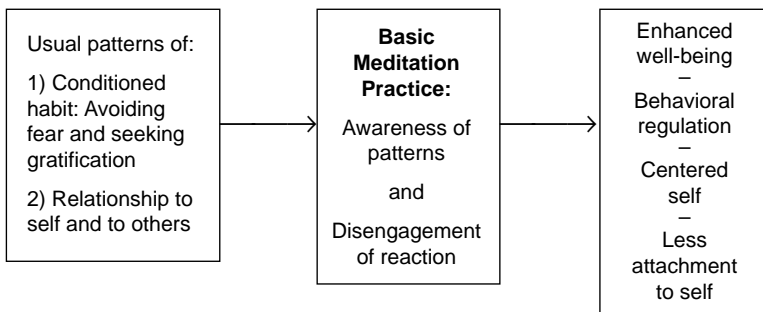 Usual patterns of:
1) Conditioned
habit: Avoiding
fear and seeking
gratification
2) Relationship to
self and to others
Basic
Meditation
Practice:
Awareness of
patterns
and
Disengagement
of reaction
Enhanced
well-being
–
Behavioral
regulation
–
Centered
self
–
Less
attachment
to self